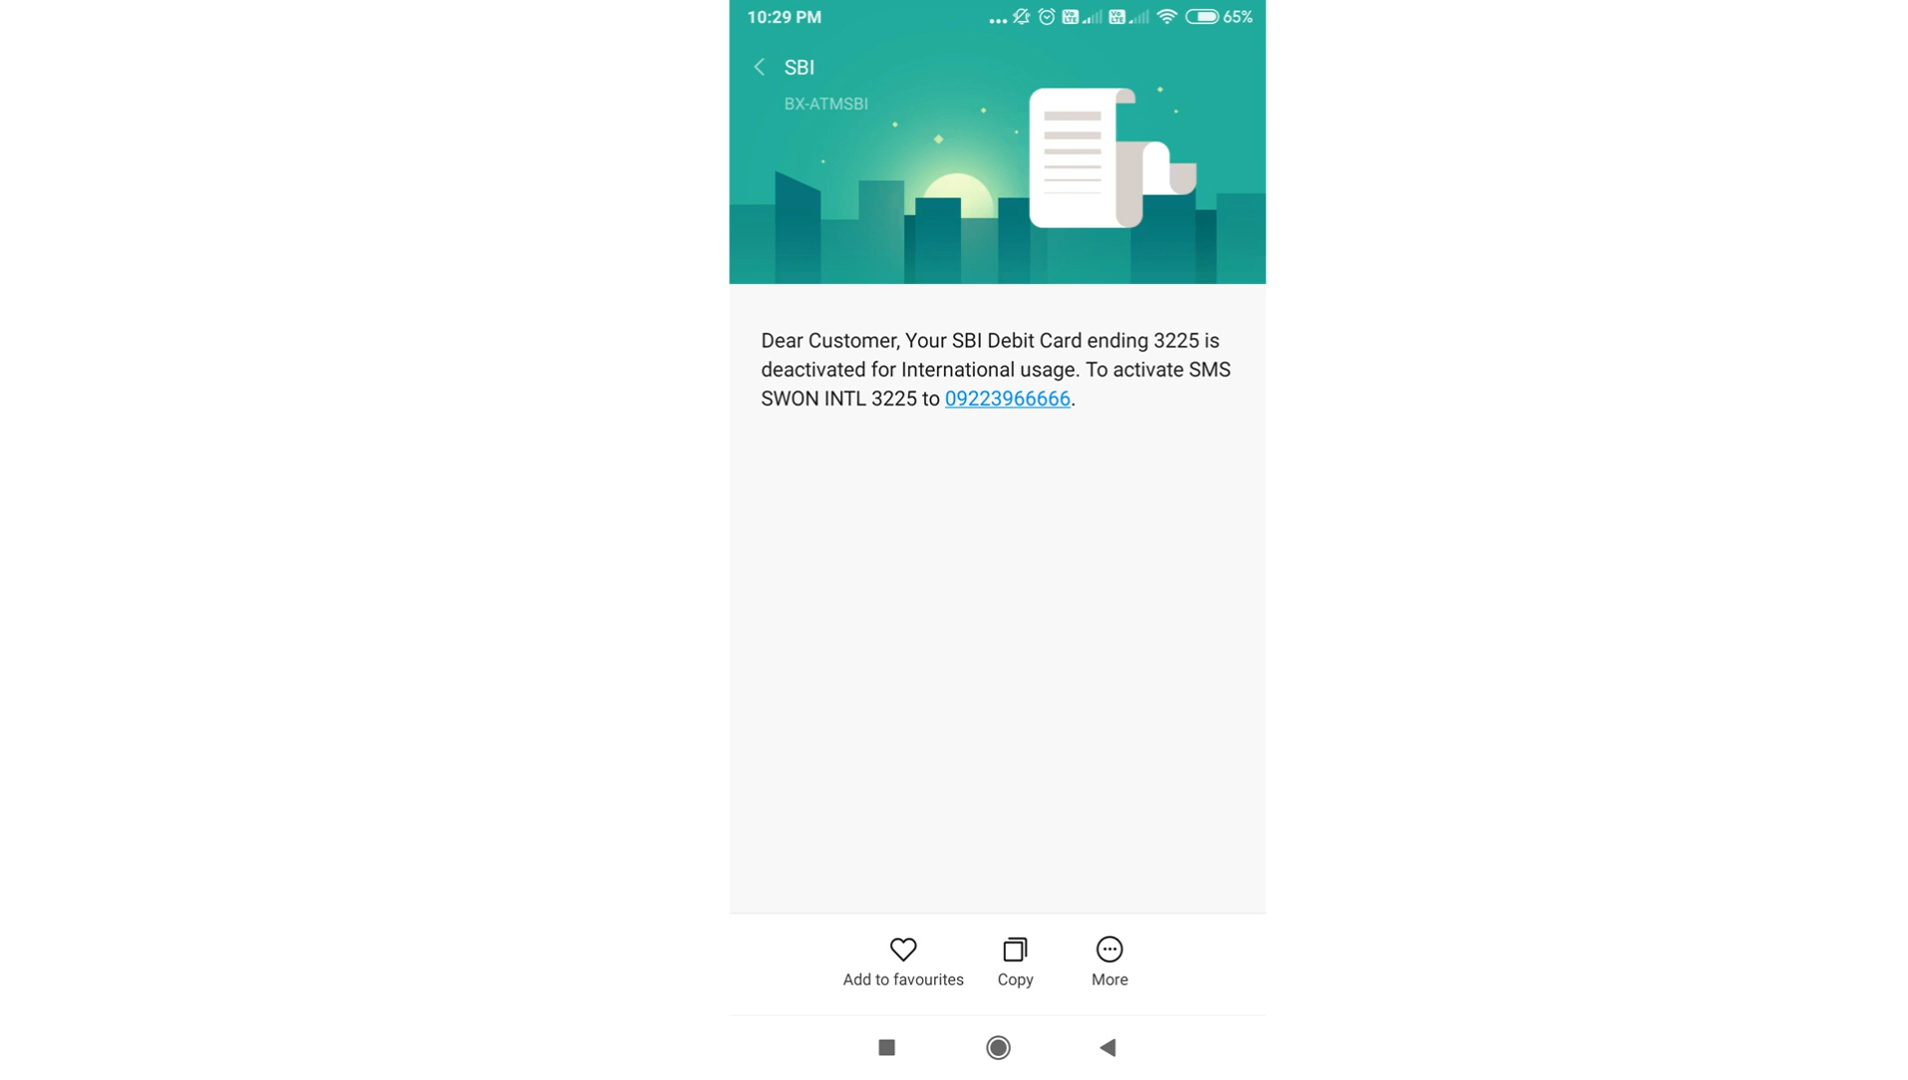 10:29 PM 65%
SBI
BX-ATMSBI
Dear Customer, Your SBI Debit Card ending 3225 is
deactivated for International usage. To activate SMS
SWON INTL 3225 to 09223966666.
Add to favourites Copy More